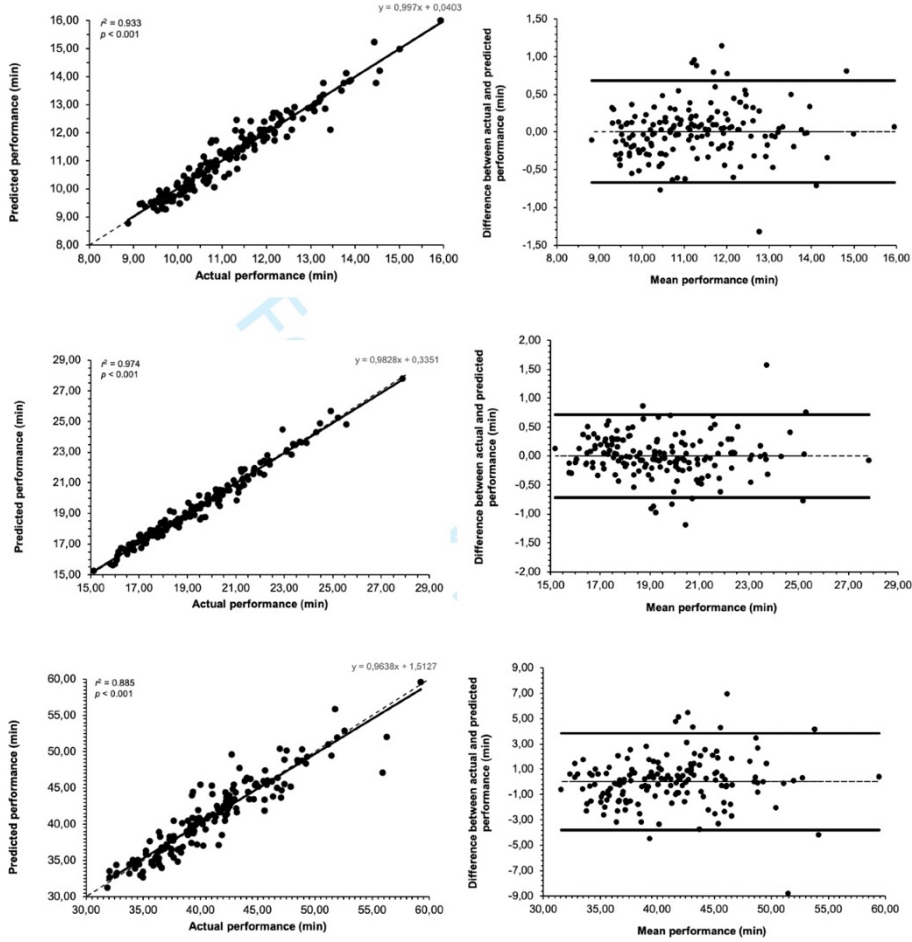 y = 0,997x + 0,0403
r² = 0.933
p < 0.001
Predicted performance (min)
16,00
15,00
14,00
13,00
12,00
11,00
10,00
9,00
8,00
8,00 9,00 10,00 11,00 12,00 13,00 14,00 15,00 16,00
Actual performance (min)
Difference between actual and predicted
performance (min)
1,50
1,00
0,50
0,00
-0,50
-1,00
-1,50
8,00 9,00 10,00 11,00 12,00 13,00 14,00 15,00 16,00
Mean performance (min)
y = 0,9828x + 0,3351
r² = 0.974
p < 0.001
Predicted performance (min)
29,00
27,00
25,00
23,00
21,00
19,00
17,00
15,00
15,00 17,00 19,00 21,00 23,00 25,00 27,00 29,00
Actual performance (min)
Difference between actual and predicted
performance (min)
2,00
1,50
1,00
0,50
0,00
-0,50
-1,00
-1,50
-2,00
15,00 17,00 19,00 21,00 23,00 25,00 27,00 29,00
Mean performance (min)
y = 0,9638x + 1,5127
r² = 0.885
p < 0.001
Predicted performance (min)
60,00
55,00
50,00
45,00
40,00
35,00
30,00
30,00 35,00 40,00 45,00 50,00 55,00 60,00
Actual performance (min)
Difference between actual and predicted
performance (min)
9,00
7,00
5,00
3,00
1,00
-1,00
-3,00
-5,00
-7,00
-9,00
30,00 35,00 40,00 45,00 50,00 55,00 60,00
Mean performance (min)